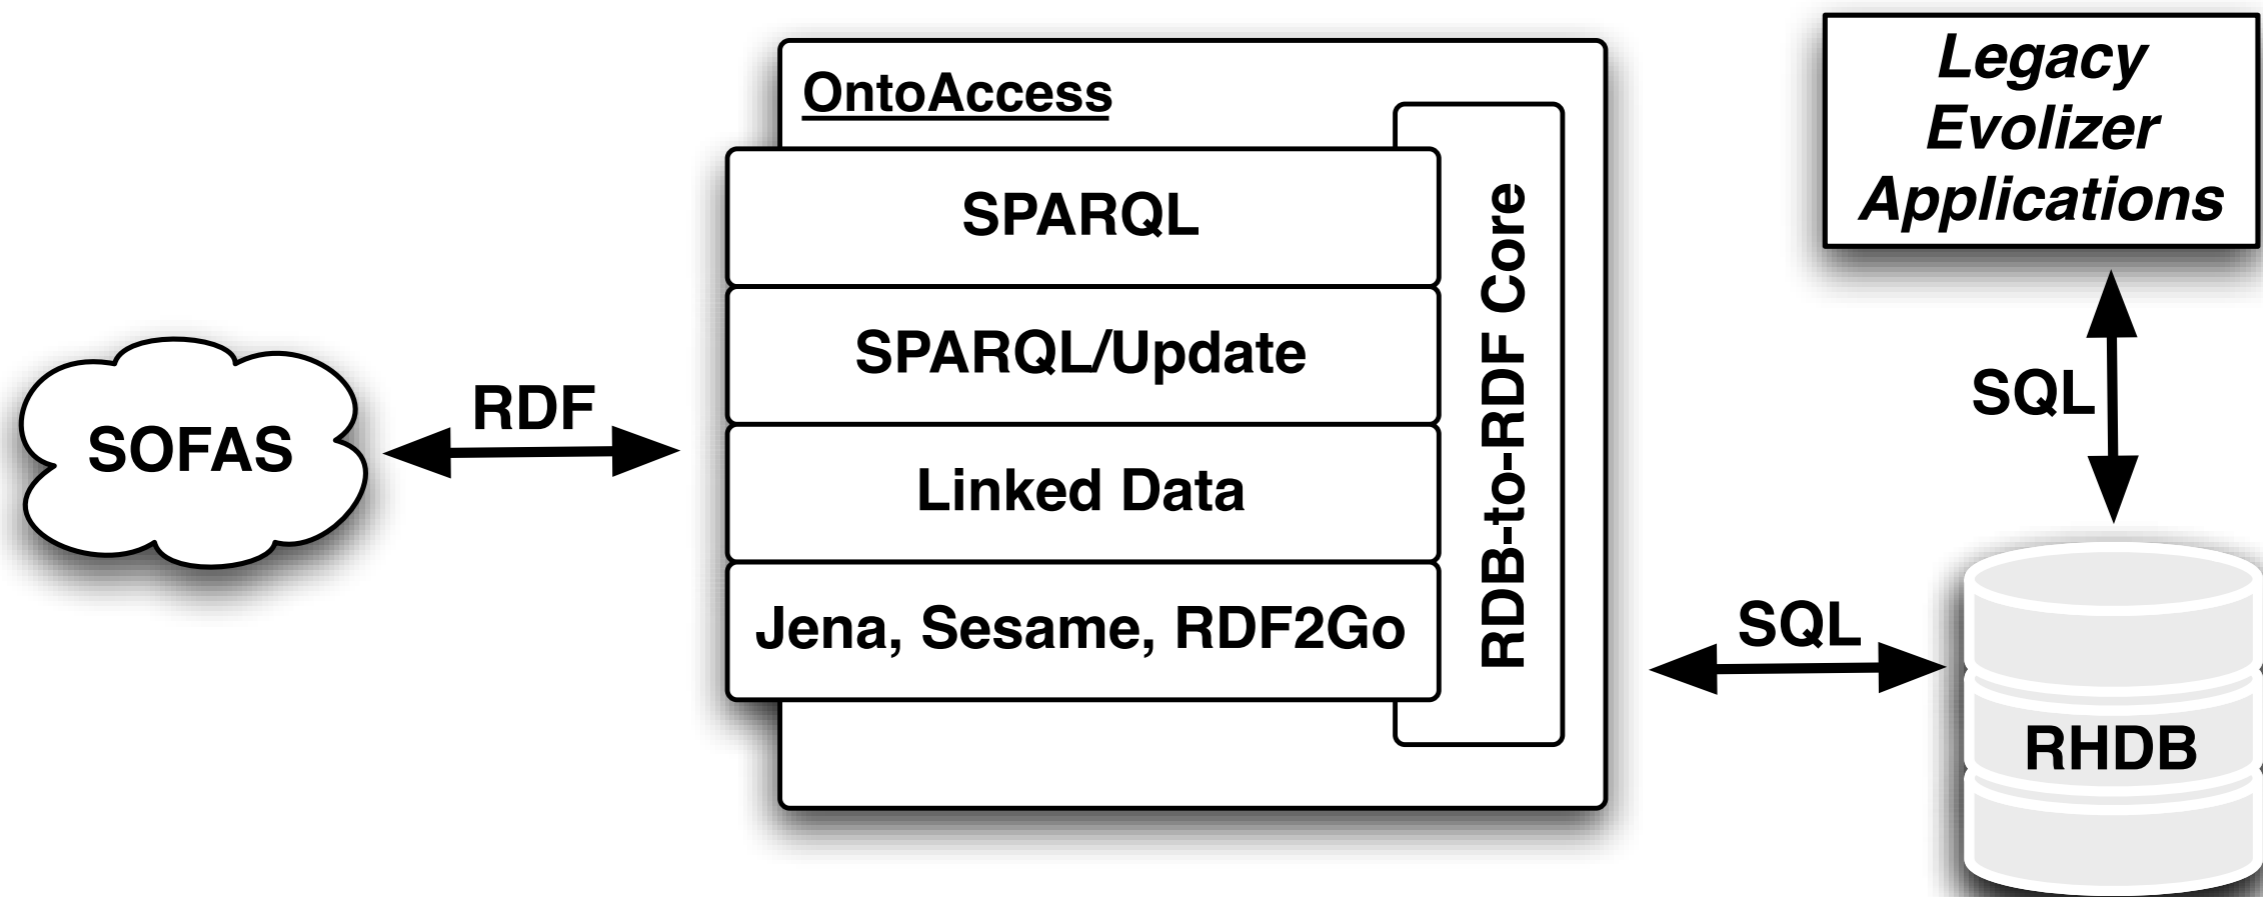 OntoAccess
SPARQL
SPARQL/Update
Linked Data
Jena, Sesame, RDF2Go
RDB-to-RDF Core
SOFAS
RDF
Legacy
Evolizer
Applications
SQL
SQL
RHDB